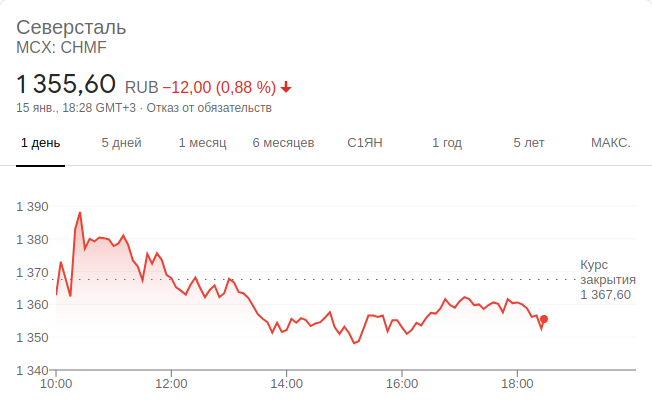 Северсталь
MCX: CHMF
1 355,60 RUB −12,00 (0,88 %)
15 янв., 18:28 GMT+3 · Отказ от обязательств
1 день 5 дней 1 месяц 6 месяцев С1ЯН 1 год 5 лет МАКС.
1 390
1 380
1 370
1 360
1 350
1 340
Курс
закрытия
1 367,60
10:00 12:00 14:00 16:00 18:00